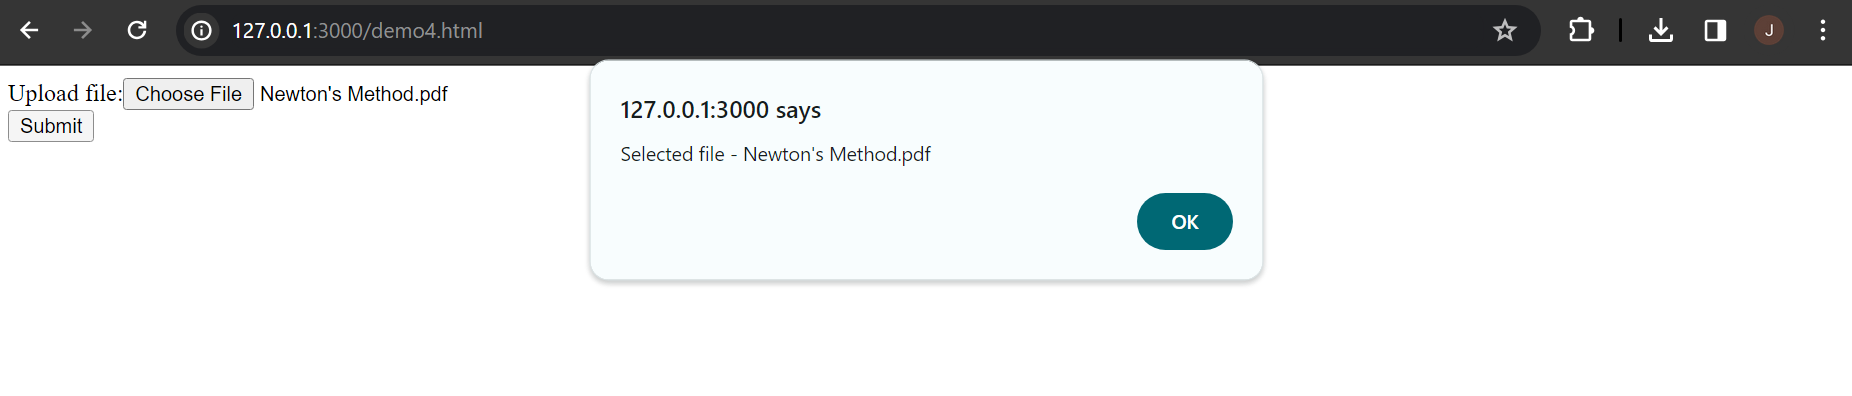 127.0.0.1:3000/demo4.html
J
Upload file: Choose File Newton's Method.pdf
Submit
127.0.0.1:3000 says
Selected file - Newton's Method.pdf
OK